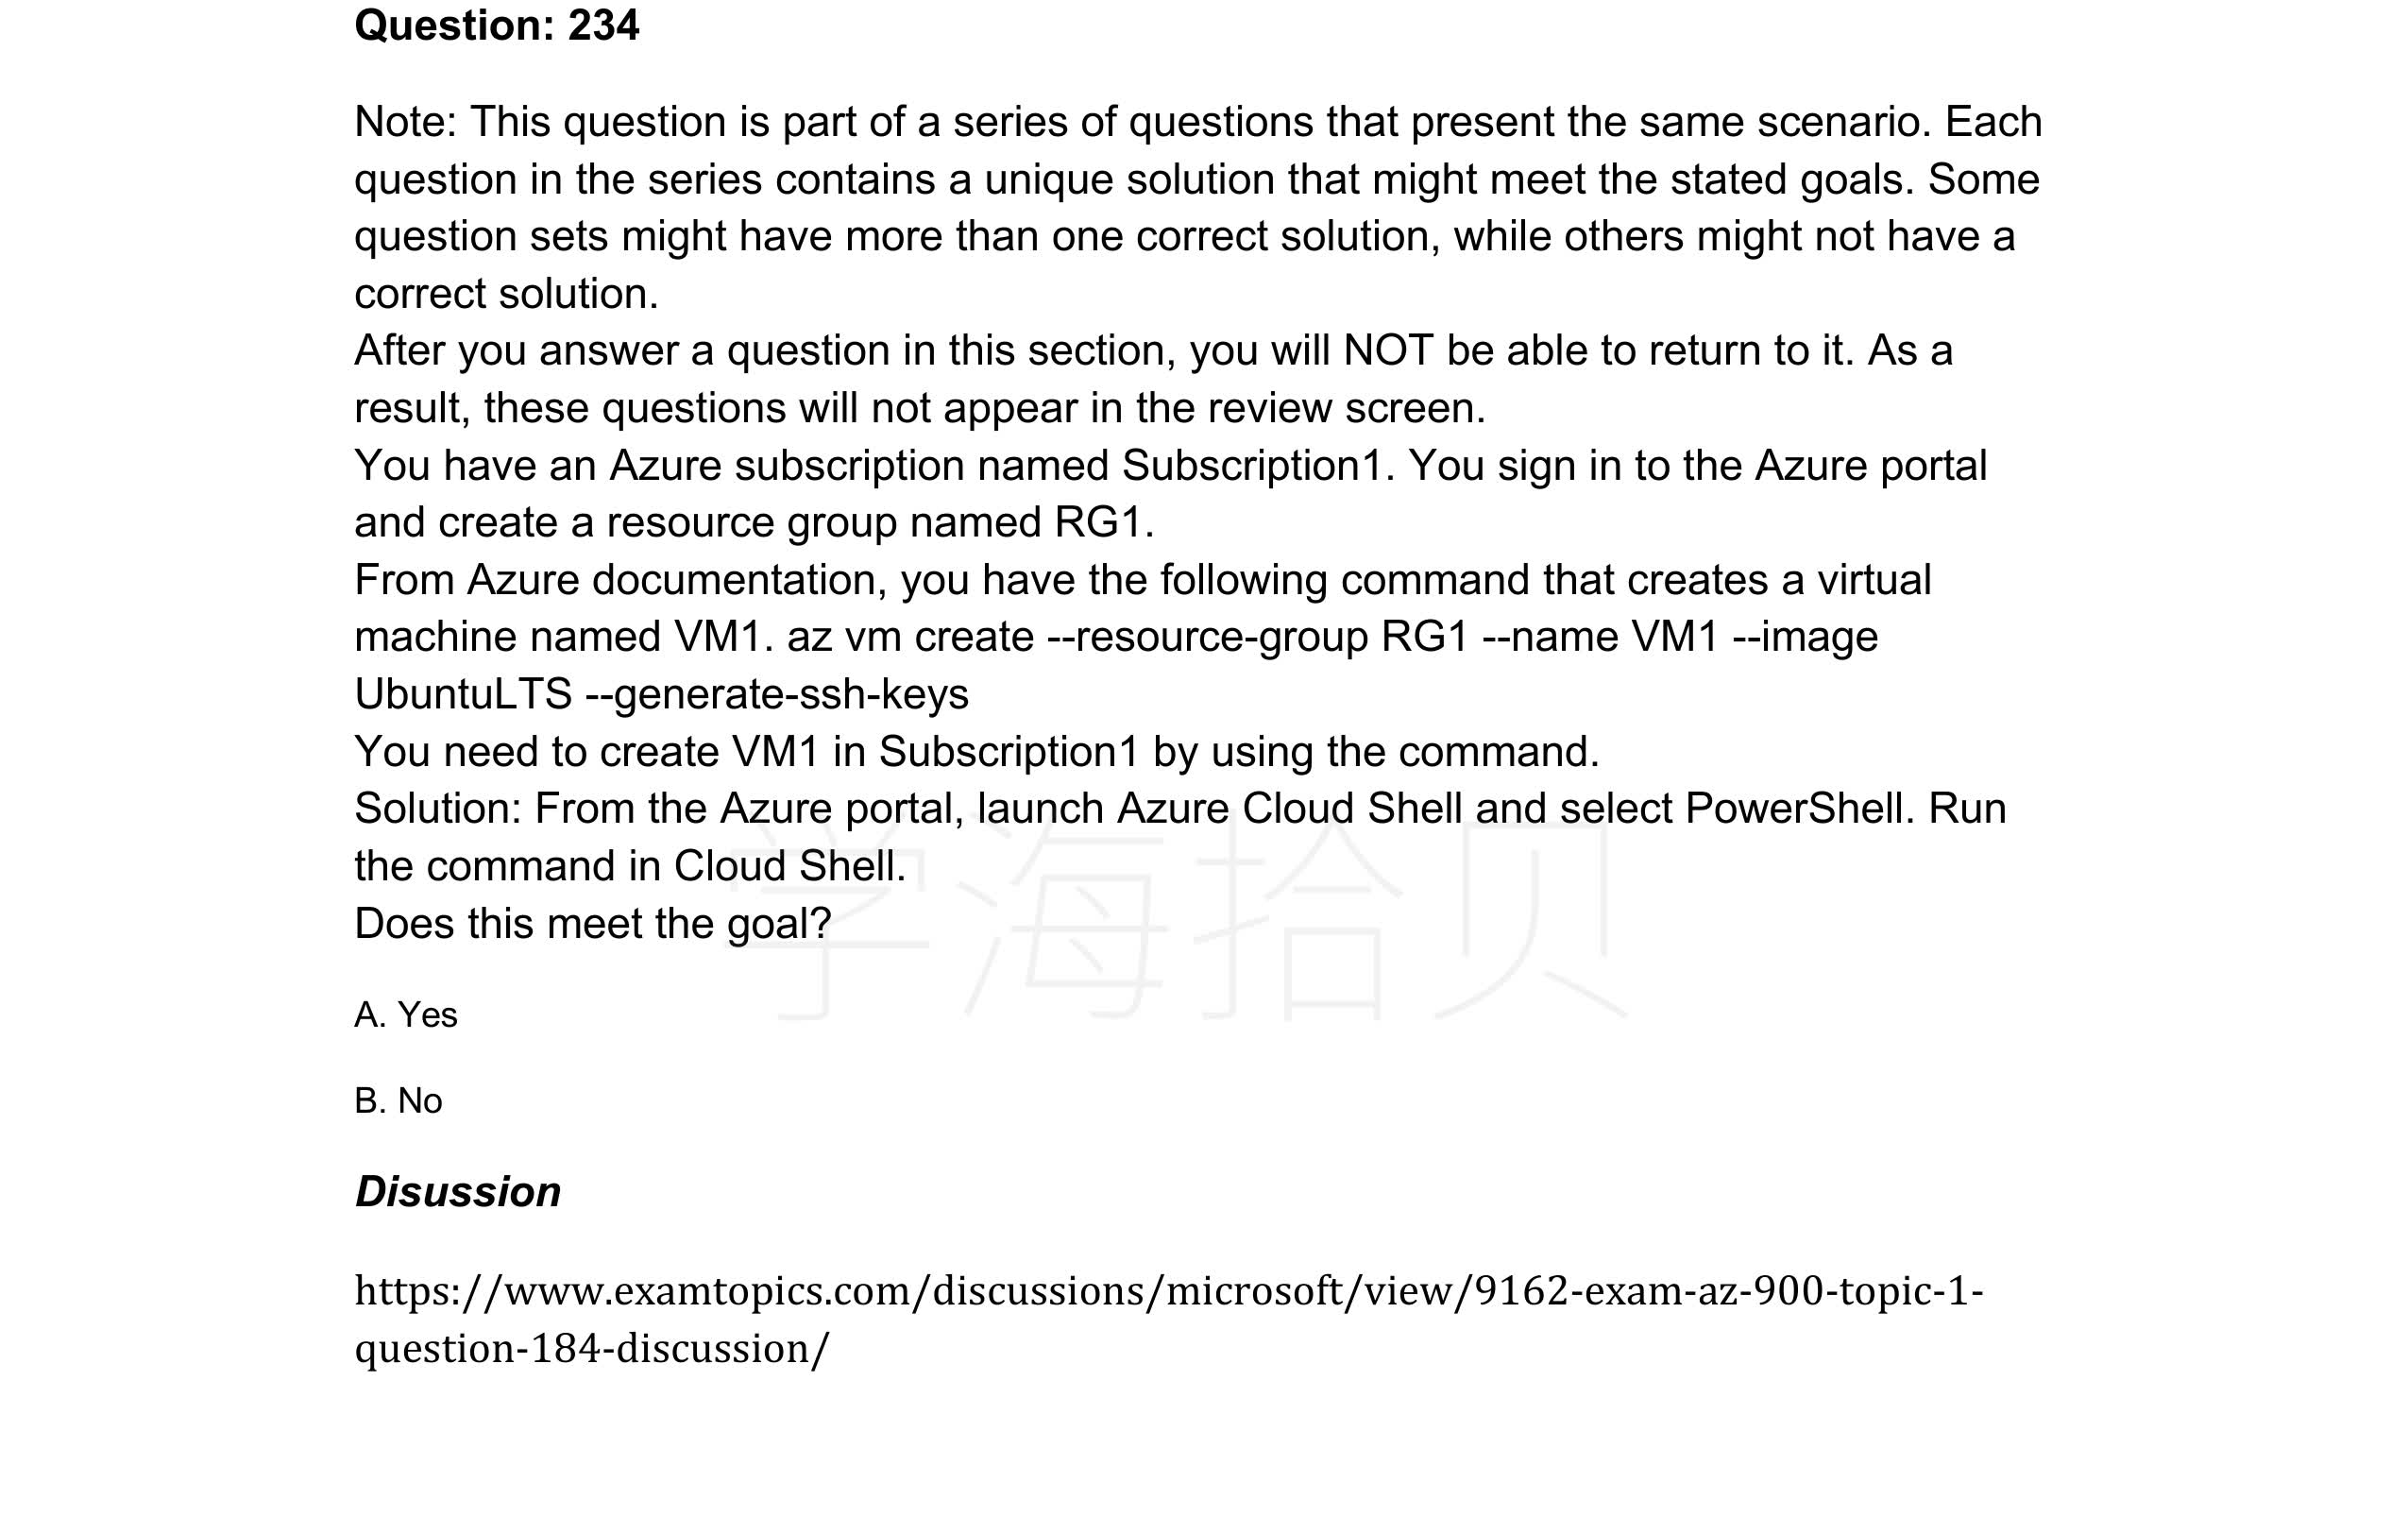 Question: 234
Note: This question is part of a series of questions that present the same scenario. Each
question in the series contains a unique solution that might meet the stated goals. Some
question sets might have more than one correct solution, while others might not have a
correct solution.
After you answer a question in this section, you will NOT be able to return to it. As a
result, these questions will not appear in the review screen.
You have an Azure subscription named Subscription1. You sign in to the Azure portal
and create a resource group named RG1.
From Azure documentation, you have the following command that creates a virtual
machine named VM1. az vm create --resource-group RG1 --name VM1 --image
UbuntuLTS --generate-ssh-keys
You need to create VM1 in Subscription1 by using the command.
Solution: From the Azure portal, launch Azure Cloud Shell and select PowerShell. Run
the command in Cloud Shell.
Does this meet the goal?
学海拾贝
A. Yes
B. No
Disussion
https://www.examtopics.com/discussions/microsoft/view/9162-exam-az-900-topic-1-
question-184-discussion/